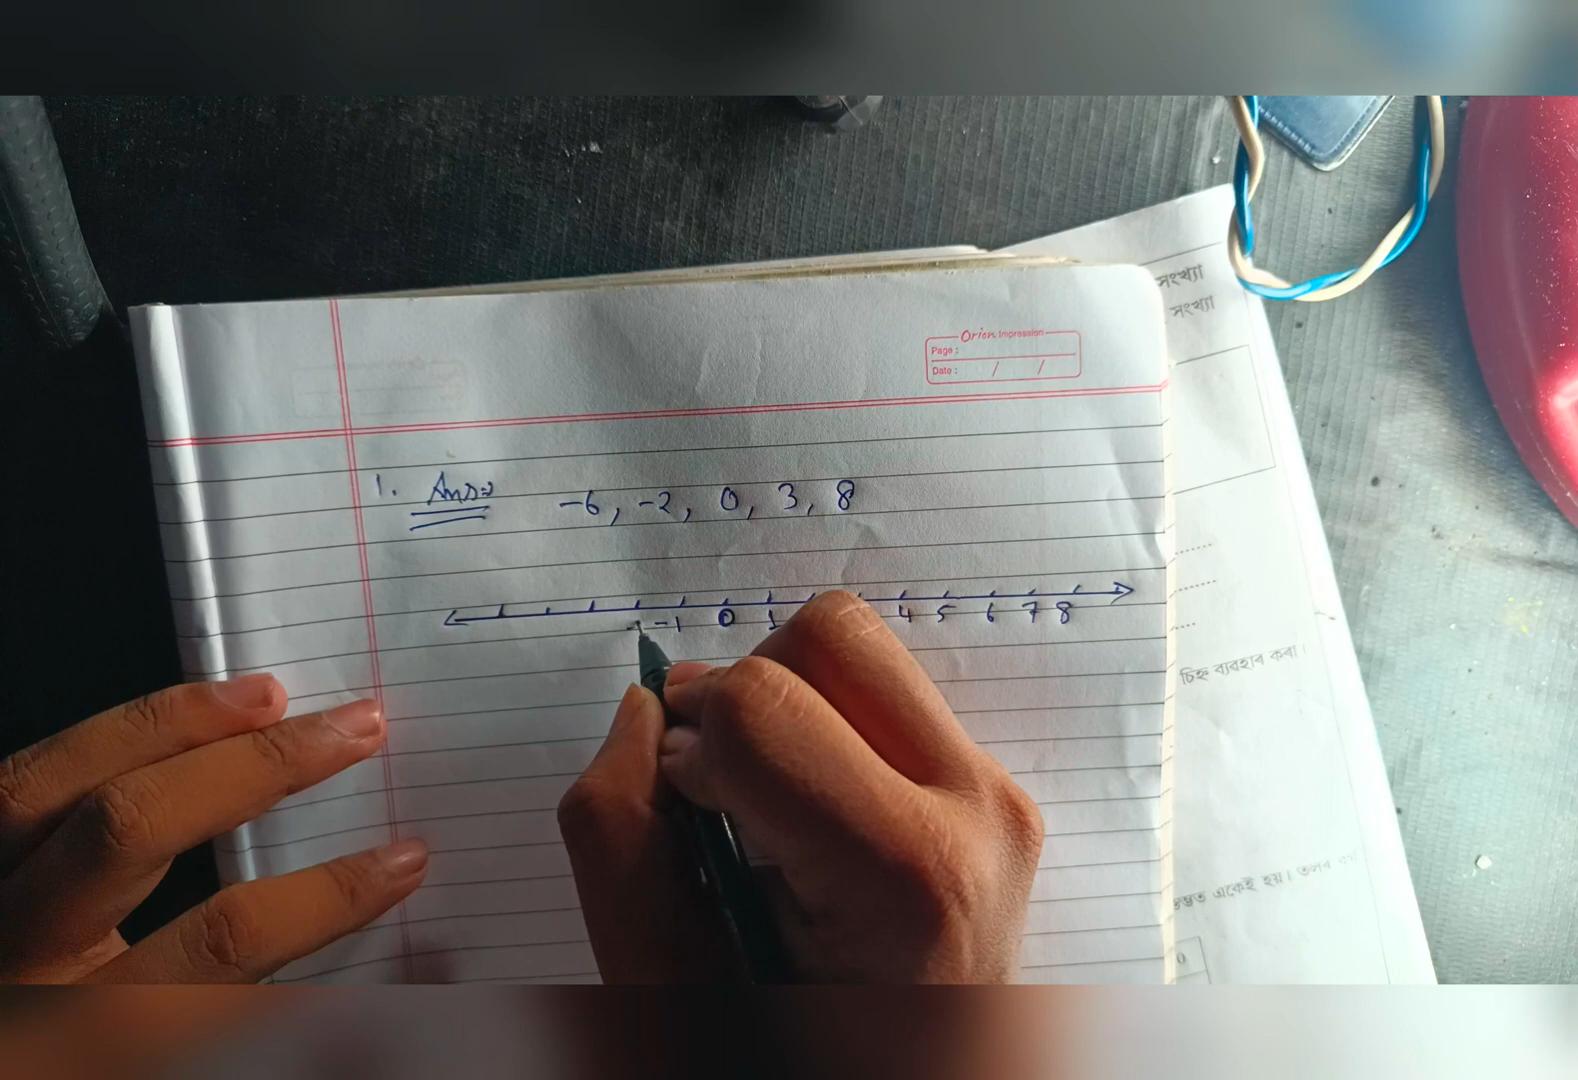 সংখ্যা
সংখ্যা
Orion Impression
Page :
Date : / /
1. Ans⇒ -6, -2, 0, 3, 8
-1 0 1 4 5 6 7 8
চিহ্ন ব্যৱহাৰ কৰা।
একেই হয়।
0